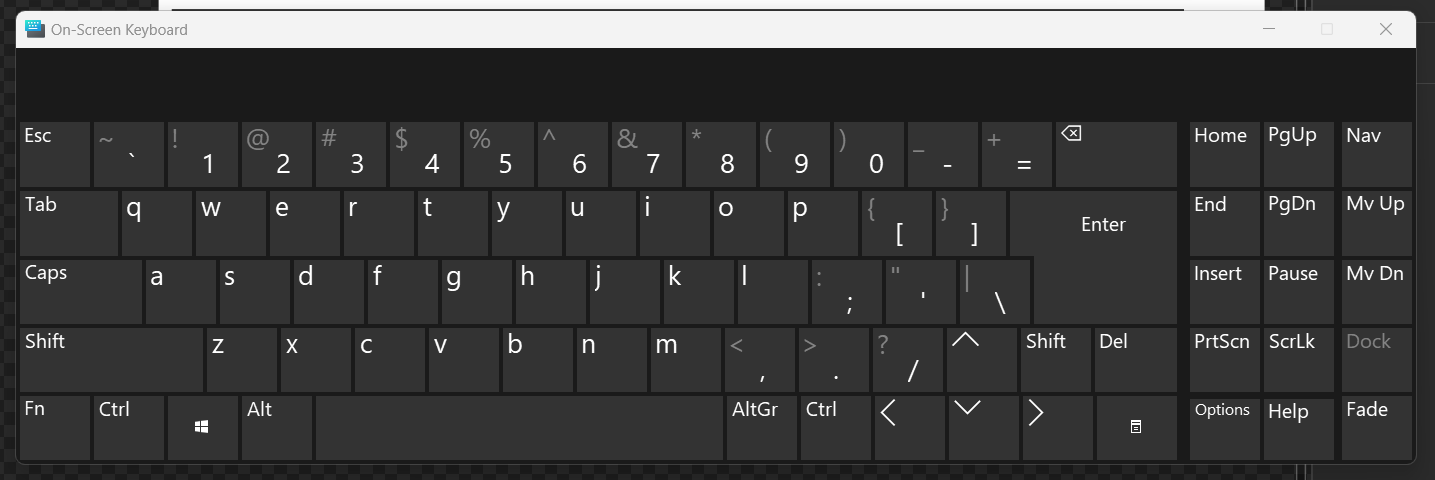 On-Screen Keyboard
Esc ~ ` ! 1 @ 2 # 3 $ 4 % 5 ^ 6 & 7 * 8 ( 9 ) 0 _ - + = Home PgUp Nav
Tab q w e r t y u i o p { [ } ] Enter End PgDn Mv Up
Caps a s d f g h j k l : ; " ' | \ Insert Pause Mv Dn
Shift z x c v b n m < , > . ? / Shift Del PrtScn ScrLk Dock
Fn Ctrl Alt AltGr Ctrl Options Help Fade